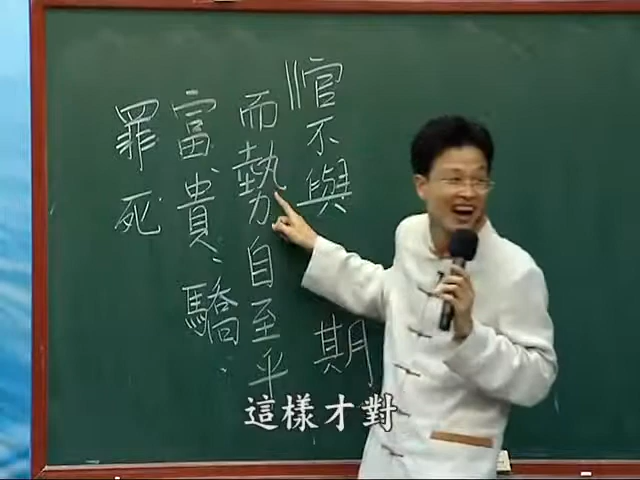 官不與期
而勢自至乎
富貴驕
罪死
這樣才對